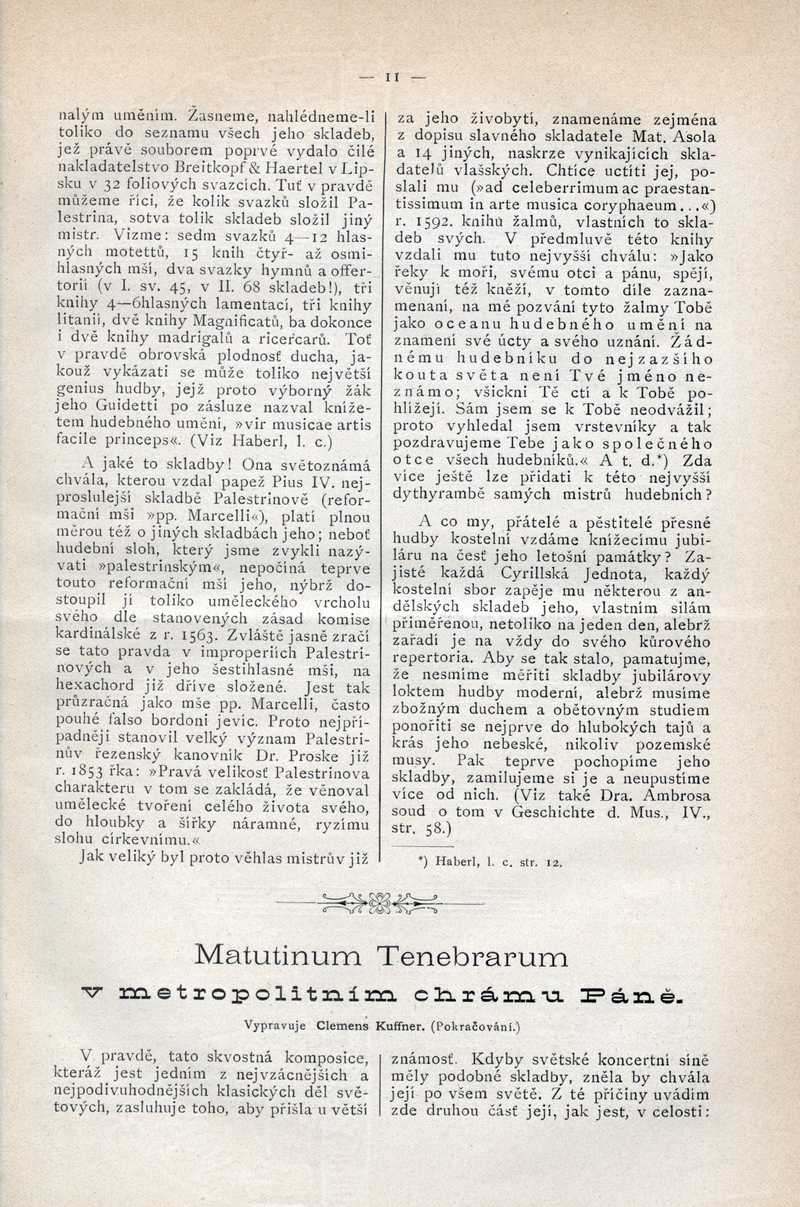 — 11 —
nalým uměním. Žasneme, nahlédneme-li
toliko do seznamu všech jeho skladeb,
jež právě souborem poprvé vydalo čilé
nakladatelstvo Breitkopf & Haertel v Lip-
sku v 32 foliových svazcích. Tuť v pravdě
můžeme říci, že kolik svazků složil Pa-
lestrina, sotva tolik skladeb složil jiný
mistr. Vizme: sedm svazků 4—12 hlas-
ných motettů, 15 knih čtyř- až osmi-
hlasných mší, dva svazky hymnů a offer-
torií (v I. sv. 45, v II. 68 skladeb!), tři
knihy 4—6hlasných lamentací, tři knihy
litanií, dvě knihy Magnificatů, ba dokonce
i dvě knihy madrigalů a ricerčarů. Toť
v pravdě obrovská plodnosť ducha, ja-
kouž vykázati se může toliko největší
genius hudby, jejž proto výborný žák
jeho Guidetti po zásluze nazval kníže-
tem hudebného umění, »vir musicae artis
facile princeps«. (Viz Haberl, l. c.)
A jaké to skladby! Ona světoznámá
chvála, kterou vzdal papež Pius IV. nej-
proslulejší skladbě Palestrinově (refor-
mační mši »pp. Marcelli«), platí plnou
měrou též o jiných skladbách jeho; neboť
hudební sloh, který jsme zvykli nazý-
vati »palestrinským«, nepočíná teprve
touto reformační mší jeho, nýbrž do-
stoupil jí toliko uměleckého vrcholu
svého dle stanovených zásad komise
kardinálské z r. 1563. Zvláště jasně zračí
se tato pravda v improperiích Palestri-
nových a v jeho šestihlasné mši, na
hexachord již dříve složené. Jest tak
průzračná jako mše pp. Marcelli, často
pouhé falso bordoni jevíc. Proto nejpří-
padněji stanovil velký význam Palestri-
nův řezenský kanovník Dr. Proske již
r. 1853 řka: »Pravá velikosť Palestrinova
charakteru v tom se zakládá, že věnoval
umělecké tvoření celého života svého,
do hloubky a šířky náramné, ryzímu
slohu církevnímu.«
Jak veliký byl proto věhlas mistrův již
za jeho živobytí, znamenáme zejména
z dopisu slavného skladatele Mat. Asola
a 14 jiných, naskrze vynikajících skla-
datelů vlašských. Chtíce uctíti jej, po-
slali mu (»ad celeberrimum ac praestan-
tissimum in arte musica coryphaeum...«)
r. 1592. knihu žalmů, vlastních to skla-
deb svých. V předmluvě této knihy
vzdali mu tuto nejvyšší chválu: »Jako
řeky k moři, svému otci a pánu, spějí,
věnují též kněží, v tomto díle zazna-
menaní, na mé pozvání tyto žalmy Tobě
jako oceanu hudebného umění na
znamení své úcty a svého uznání. Žád-
nému hudebníku do nejzazšího
kouta světa není Tvé jméno ne-
známo; všickni Tě ctí a k Tobě po-
hlížejí. Sám jsem se k Tobě neodvážil;
proto vyhledal jsem vrstevníky a tak
pozdravujeme Tebe jako společného
otce všech hudebníků.« A t. d.*) Zda
více ještě lze přidati k této nejvyšší
dythyrambě samých mistrů hudebních?
A co my, přátelé a pěstitelé přesné
hudby kostelní vzdáme knížecímu jubi-
láru na česť jeho letošní památky? Za-
jisté každá Cyrillská Jednota, každý
kostelní sbor zapěje mu některou z an-
dělských skladeb jeho, vlastním silám
přiměřenou, netoliko na jeden den, alebrž
zařadí je na vždy do svého kůrového
repertoria. Aby se tak stalo, pamatujme,
že nesmíme měřiti skladby jubilárovy
loktem hudby moderní, alebrž musíme
zbožným duchem a obětovným studiem
ponořiti se nejprve do hlubokých tajů a
krás jeho nebeské, nikoliv pozemské
musy. Pak teprve pochopíme jeho
skladby, zamilujeme si je a neupustíme
více od nich. (Viz také Dra. Ambrosa
soud o tom v Geschichte d. Mus., IV.,
str. 58.)
*) Haberl, l. c. str. 12.
Matutinum Tenebrarum
v metropolitním chrámu Páně.
Vypravuje Clemens Kuffner. (Pokračování.)
V pravdě, tato skvostná komposice,
kteráž jest jedním z nejvzácnějších a
nejpodivuhodnějších klasických děl svě-
tových, zasluhuje toho, aby přišla u větší
známosť. Kdyby světské koncertní síně
měly podobné skladby, zněla by chvála
její po všem světě. Z té příčiny uvádím
zde druhou čásť její, jak jest, v celosti: